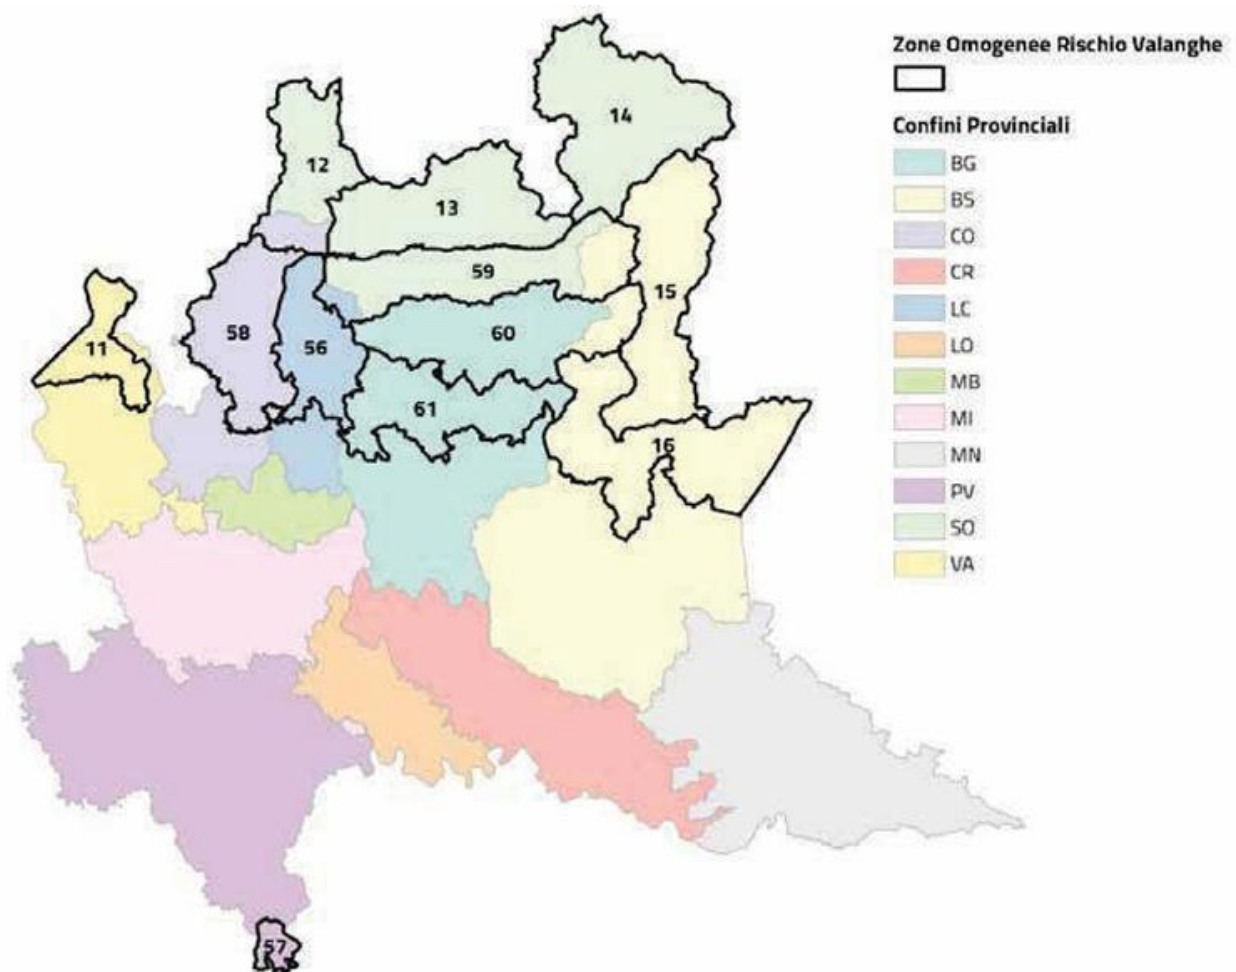 Zone Omogenee Rischio Valanghe
Confini Provinciali
BG
BS
CO
CR
LC
LO
MB
MI
MN
PV
SO
VA
14
12
13
59
15
11
58
56
60
61
16
57